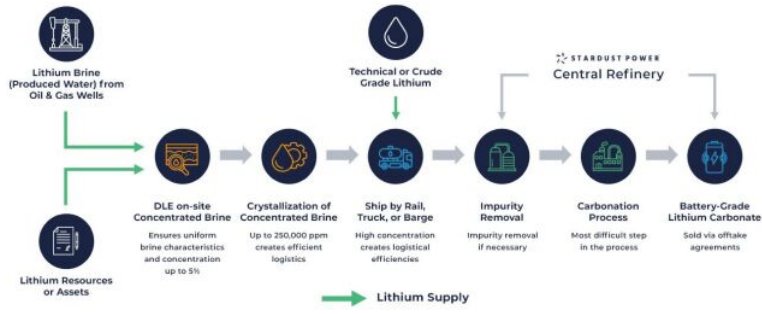 Lithium Brine
(Produced Water) from
Oil & Gas Wells
Technical or Crude
Grade Lithium
STARDUST POWER
Central Refinery
DLE on-site
Concentrated Brine
Ensures uniform
brine characteristics
and concentration
up to 5%
Crystallization of
Concentrated Brine
Up to 250,000 ppm
creates efficient
logistics
Ship by Rail,
Truck, or Barge
High concentration
creates logistical
efficiencies
Impurity
Removal
Impurity removal
if necessary
Carbonation
Process
Most difficult step
in the process
Battery-Grade
Lithium Carbonate
Sold via offtake
agreements
Lithium Resources
or Assets
Lithium Supply